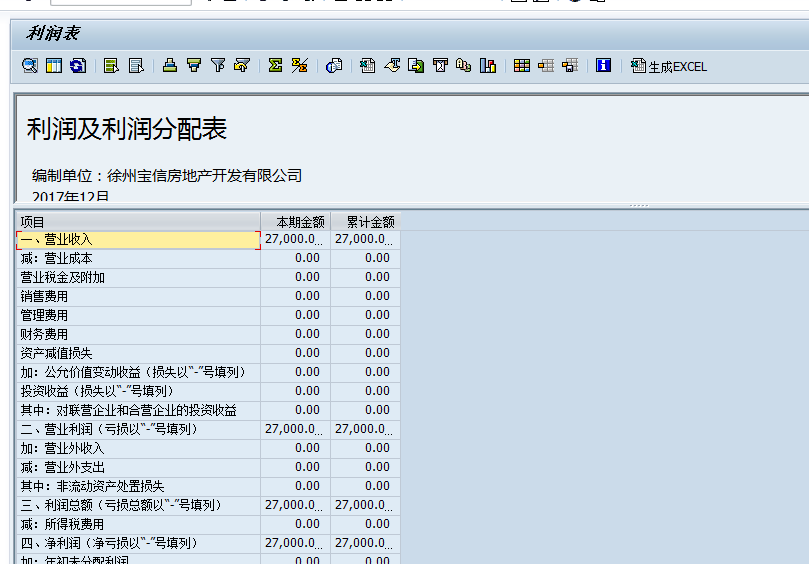 利润表
生成EXCEL
利润及利润分配表
编制单位：徐州宝信房地产开发有限公司
2017年12月
项目 本期金额 累计金额
一、营业收入 27,000.0... 27,000.0...
减：营业成本 0.00 0.00
营业税金及附加 0.00 0.00
销售费用 0.00 0.00
管理费用 0.00 0.00
财务费用 0.00 0.00
资产减值损失 0.00 0.00
加：公允价值变动收益（损失以“-”号填列） 0.00 0.00
投资收益（损失以“-”号填列） 0.00 0.00
其中：对联营企业和合营企业的投资收益 0.00 0.00
二、营业利润（亏损以“-”号填列） 27,000.0... 27,000.0...
加：营业外收入 0.00 0.00
减：营业外支出 0.00 0.00
其中：非流动资产处置损失 0.00 0.00
三、利润总额（亏损总额以“-”号填列） 27,000.0... 27,000.0...
减：所得税费用 0.00 0.00
四、净利润（净亏损以“-”号填列） 27,000.0... 27,000.0...
加：年初未分配利润 0.00 0.00